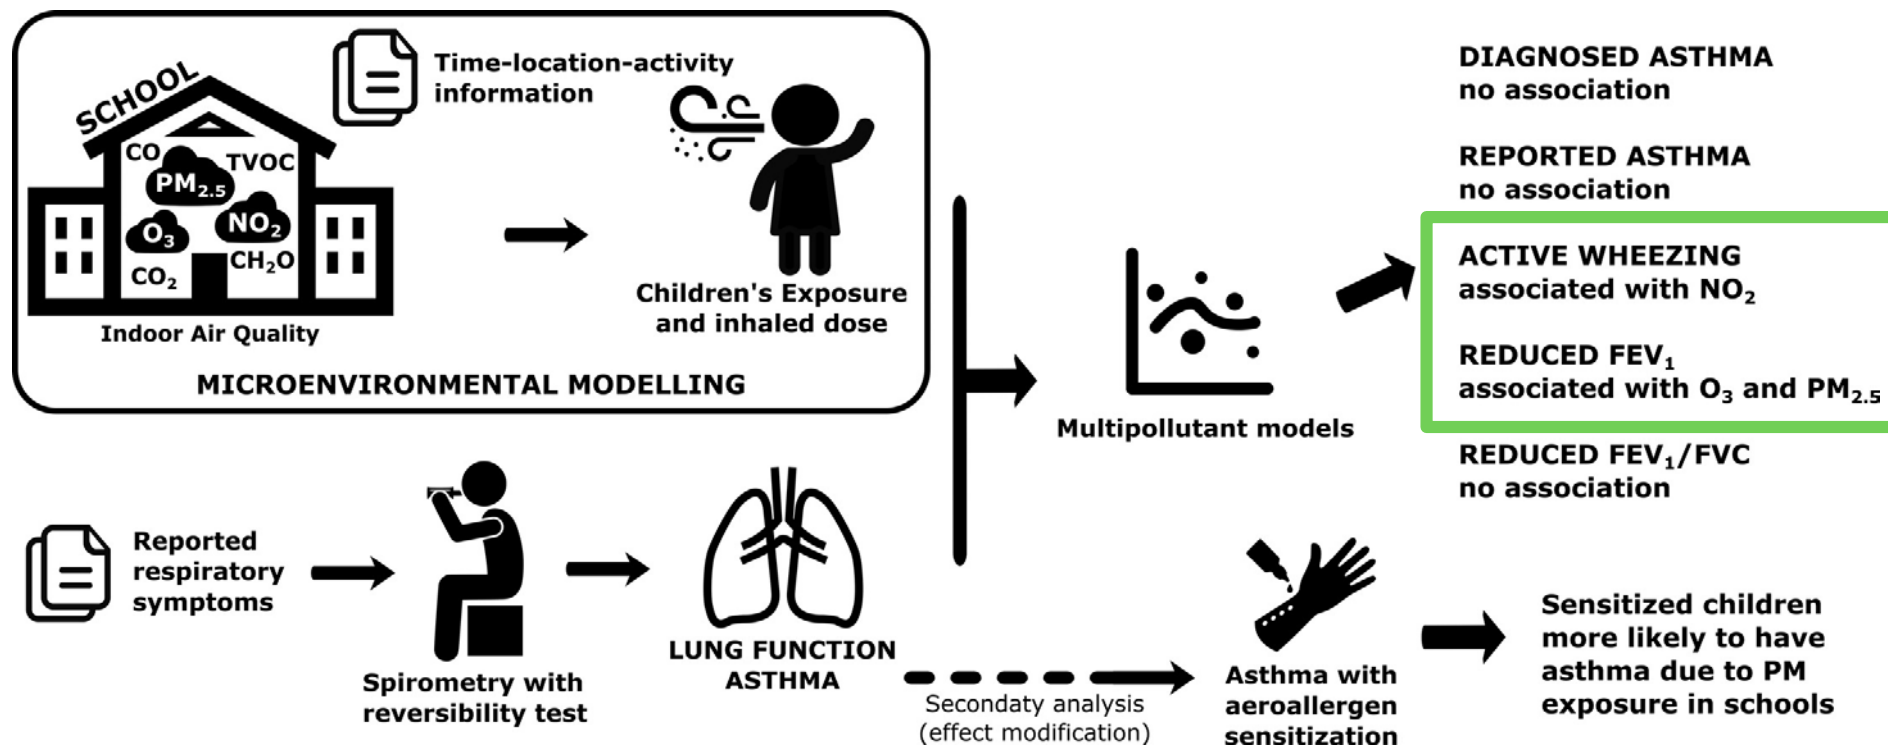 SCHOOL
CO
TVOC
PM2.5
NO2
O3
CH2O
CO2
Indoor Air Quality
Time-location-activity
information
Children's Exposure
and inhaled dose
MICROENVIRONMENTAL MODELLING
Reported
respiratory
symptoms
Spirometry with
reversibility test
LUNG FUNCTION
ASTHMA
Multipollutant models
DIAGNOSED ASTHMA
no association
REPORTED ASTHMA
no association
ACTIVE WHEEZING
associated with NO2
REDUCED FEV1
associated with O3 and PM2.5
REDUCED FEV1/FVC
no association
Secondaty analysis
(effect modification)
Asthma with
aeroallergen
sensitization
Sensitized children
more likely to have
asthma due to PM
exposure in schools